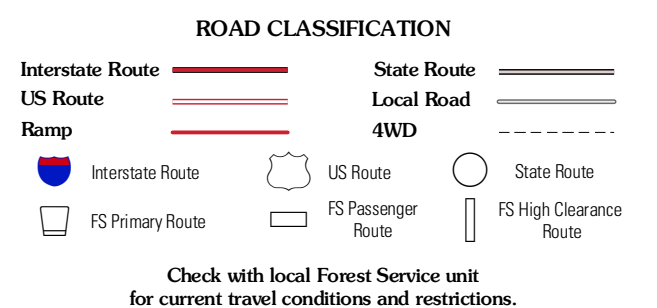 ROAD CLASSIFICATION
Interstate Route
State Route
US Route
Local Road
Ramp
4WD
Interstate Route
US Route
State Route
FS Primary Route
FS Passenger
Route
FS High Clearance
Route
Check with local Forest Service unit
for current travel conditions and restrictions.